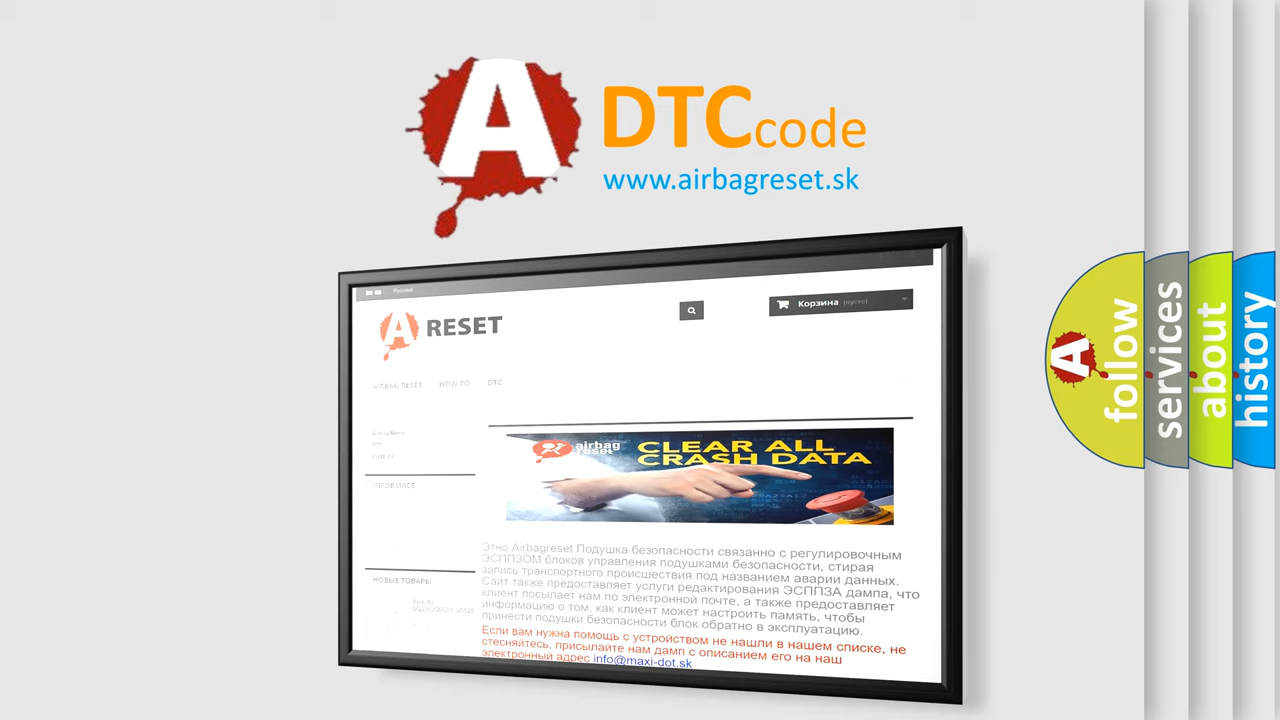 A
DTCcode
www.airbagreset.sk
Русский
A RESET
Корзина (пусто)
AIRBAG RESET HOW TO DTC
DTC
INFORMACE
airbag
reset
CLEAR ALL
CRASH DATA
Этно Airbagreset Подушка безопасности связанно с регулировочным
ЭСППЗОМ блоков управления подушками безопасности, стирая
запись транспортного происшествия под названием аварии данных.
Сайт также предоставляет услуги редактирования ЭСППЗА дампа, что
клиент посылает нам по электронной почте, а также предоставляет
информацию о том, как клиент может настроить память, чтобы
принести подушки безопасности блок обратно в эксплуатацию.
Если вам нужна помощь с устройством не нашли в нашем списке, не
стесняйтесь, присылайте нам дамп с описанием его на наш
электронный адрес info@maxi-dot.sk
НОВЫЕ ТОВАРЫ
A
follow
services
about
history